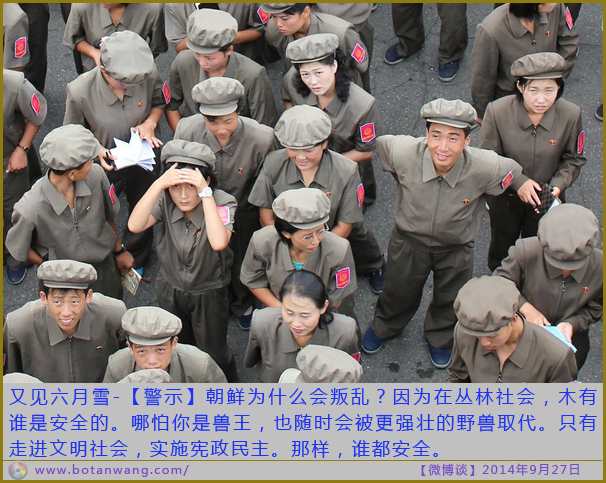 又见六月雪-【警示】朝鲜为什么会叛乱？因为在丛林社会，木有
谁是安全的。哪怕你是兽王，也随时会被更强壮的野兽取代。只有
走进文明社会，实施宪政民主。那样，谁都安全。
www.botanwang.com/
【微博谈】2014年9月27日